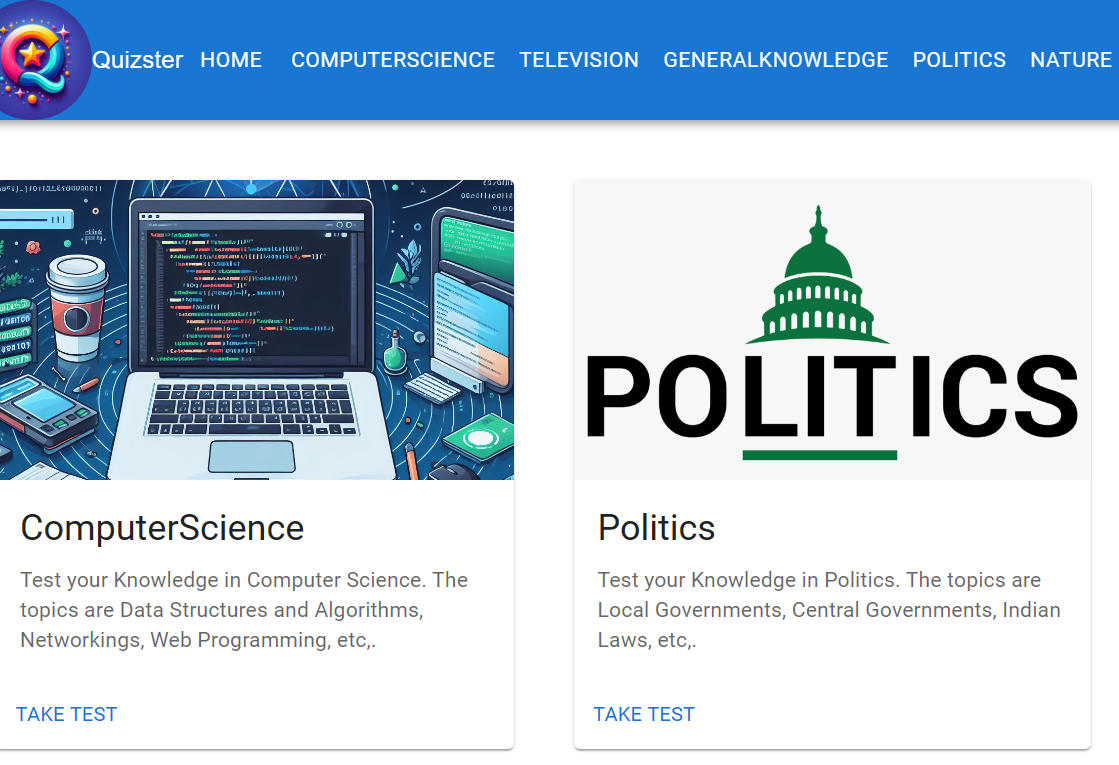 Quizster HOME COMPUTERSCIENCE TELEVISION GENERALKNOWLEDGE POLITICS NATURE
POLITICS
ComputerScience
Test your Knowledge in Computer Science. The
topics are Data Structures and Algorithms,
Networkings, Web Programming, etc,.
TAKE TEST
Politics
Test your Knowledge in Politics. The topics are
Local Governments, Central Governments, Indian
Laws, etc,.
TAKE TEST